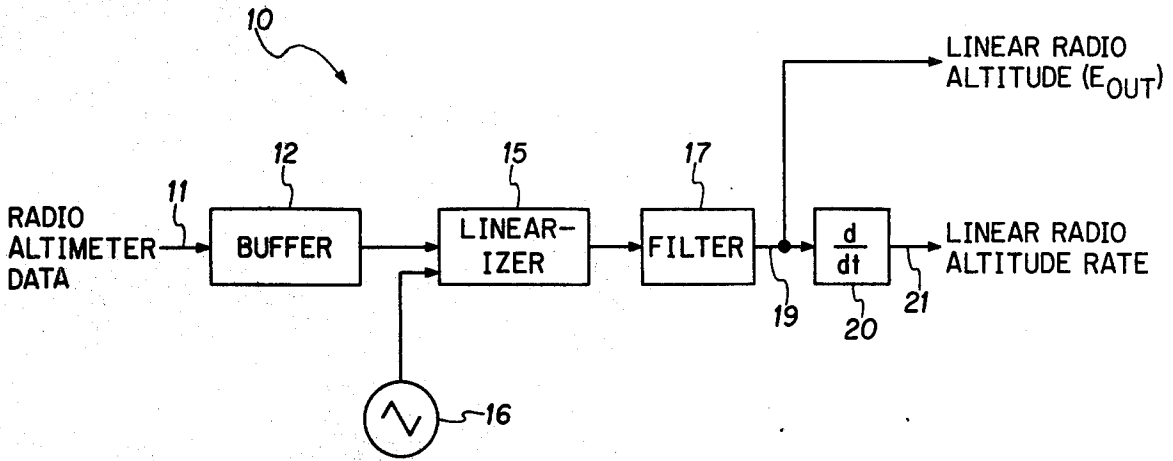 10
LINEAR RADIO
ALTITUDE (EOUT)
12
15
17
11
RADIO
ALTIMETER
DATA
BUFFER
LINEAR-
IZER
FILTER
d
dt
LINEAR RADIO
ALTITUDE RATE
19
20
21
16